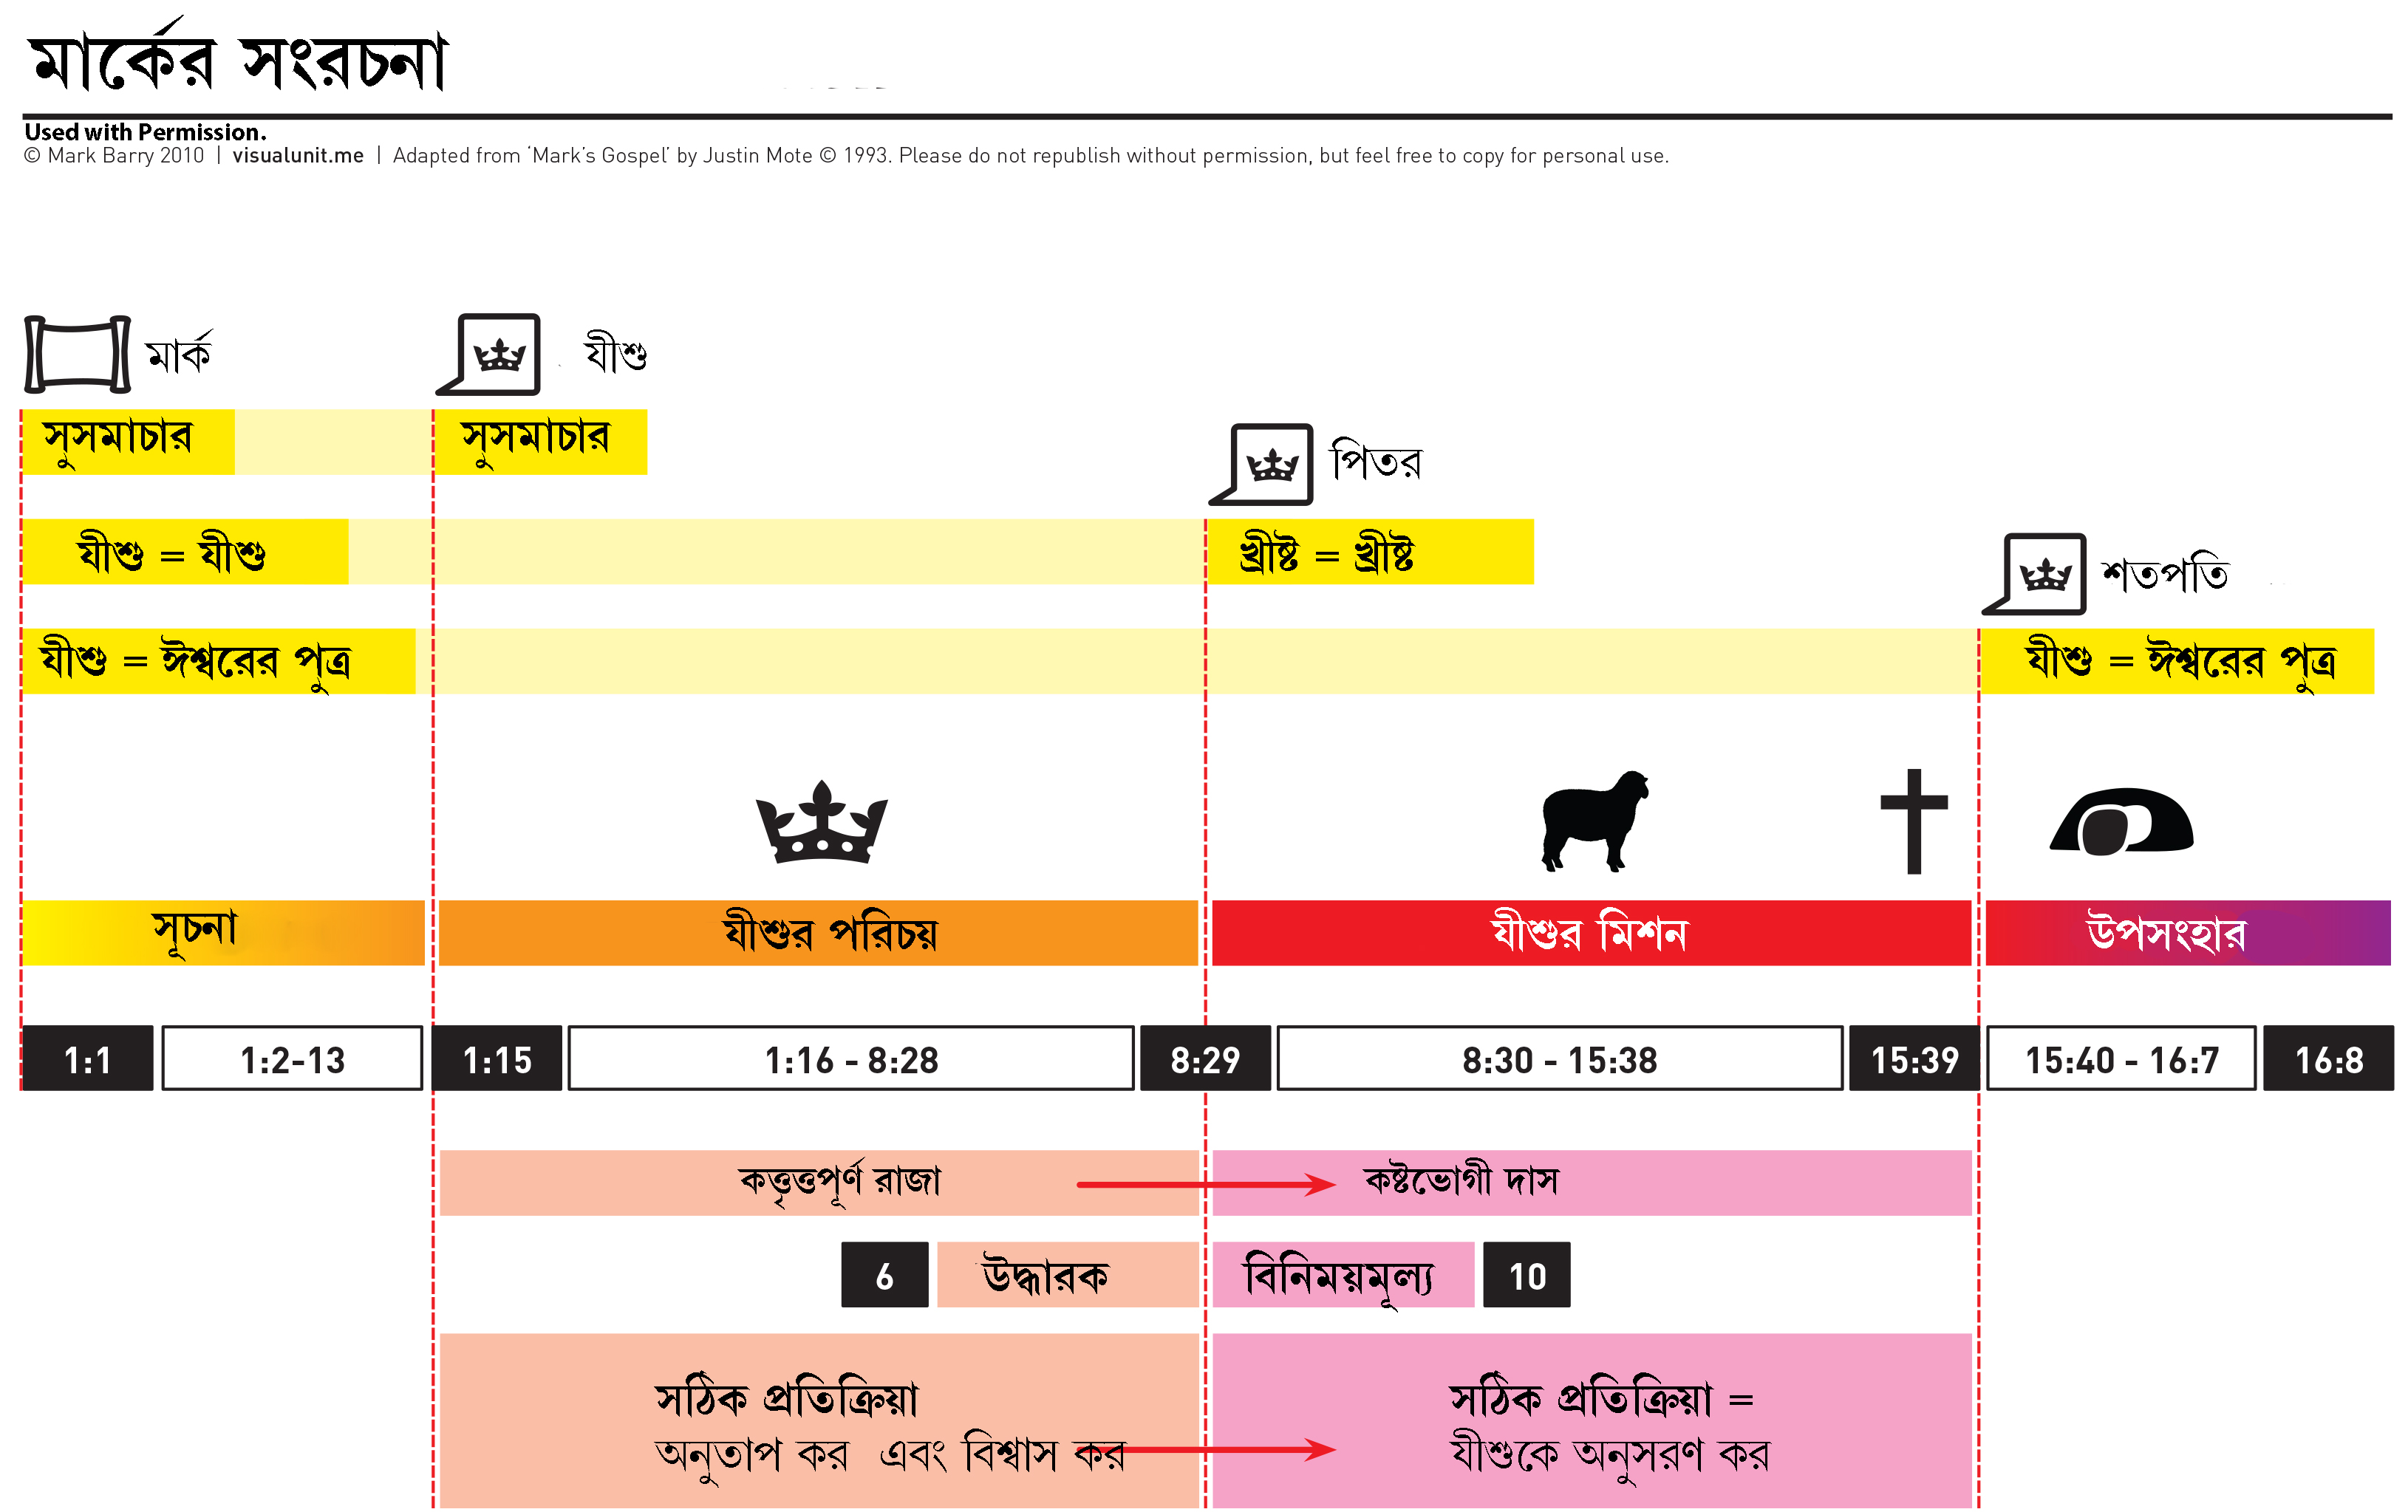 মার্কের সংরচনা
Used with Permission.
© Mark Barry 2010 | visualunit.me | Adapted from ‘Mark’s Gospel’ by Justin Mote © 1993. Please do not republish without permission, but feel free to copy for personal use.
মার্ক
যীশু
সুসমাচার
সুসমাচার
পিতর
যীশু = যীশু
খ্রীষ্ট = খ্রীষ্ট
শতপতি
যীশু = ঈশ্বরের পুত্র
যীশু = ঈশ্বরের পুত্র
সূচনা
যীশুর পরিচয়
যীশুর মিশন
উপসংহার
1:1
1:2-13
1:15
1:16 - 8:28
8:29
8:30 - 15:38
15:39
15:40 - 16:7
16:8
কত্তৃত্তপূর্ণ রাজা
কষ্টভোগী দাস
6
উদ্ধারক
বিনিময়মূল্য
10
সঠিক প্রতিক্রিয়া
অনুতাপ কর এবং বিশ্বাস কর
সঠিক প্রতিক্রিয়া =
যীশুকে অনুসরণ কর